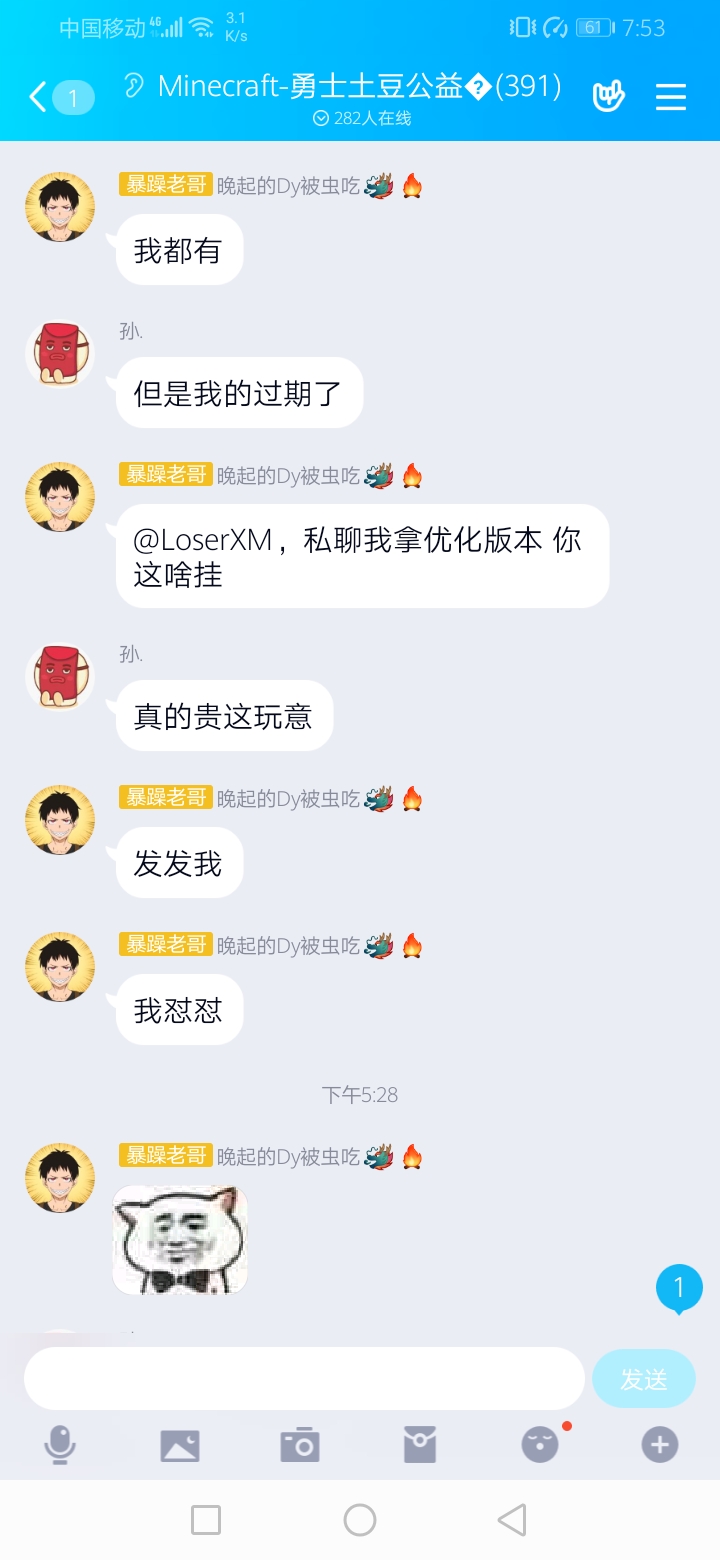 中国移动 4G 3.1 K/s 61 7:53
1 Minecraft-勇士土豆公益�(391)
282人在线
暴躁老哥 晚起的Dy被虫吃🐲🔥
我都有
孙.
但是我的过期了
暴躁老哥 晚起的Dy被虫吃🐲🔥
@LoserXM，私聊我拿优化版本 你
这啥挂
孙.
真的贵这玩意
暴躁老哥 晚起的Dy被虫吃🐲🔥
发发我
暴躁老哥 晚起的Dy被虫吃🐲🔥
我怼怼
下午5:28
暴躁老哥 晚起的Dy被虫吃🐲🔥
1
发送